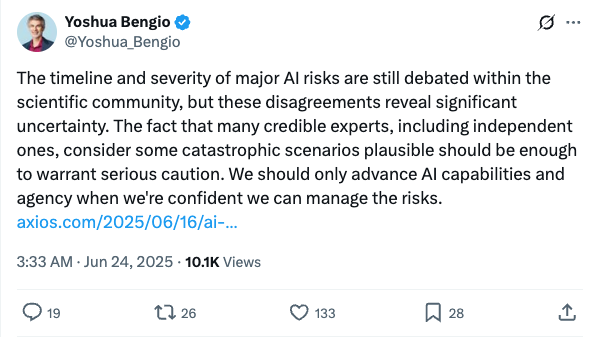 Yoshua Bengio
@Yoshua_Bengio
The timeline and severity of major AI risks are still debated within the
scientific community, but these disagreements reveal significant
uncertainty. The fact that many credible experts, including independent
ones, consider some catastrophic scenarios plausible should be enough
to warrant serious caution. We should only advance AI capabilities and
agency when we're confident we can manage the risks.
axios.com/2025/06/16/ai-...
3:33 AM · Jun 24, 2025 · 10.1K Views
19 26 133 28